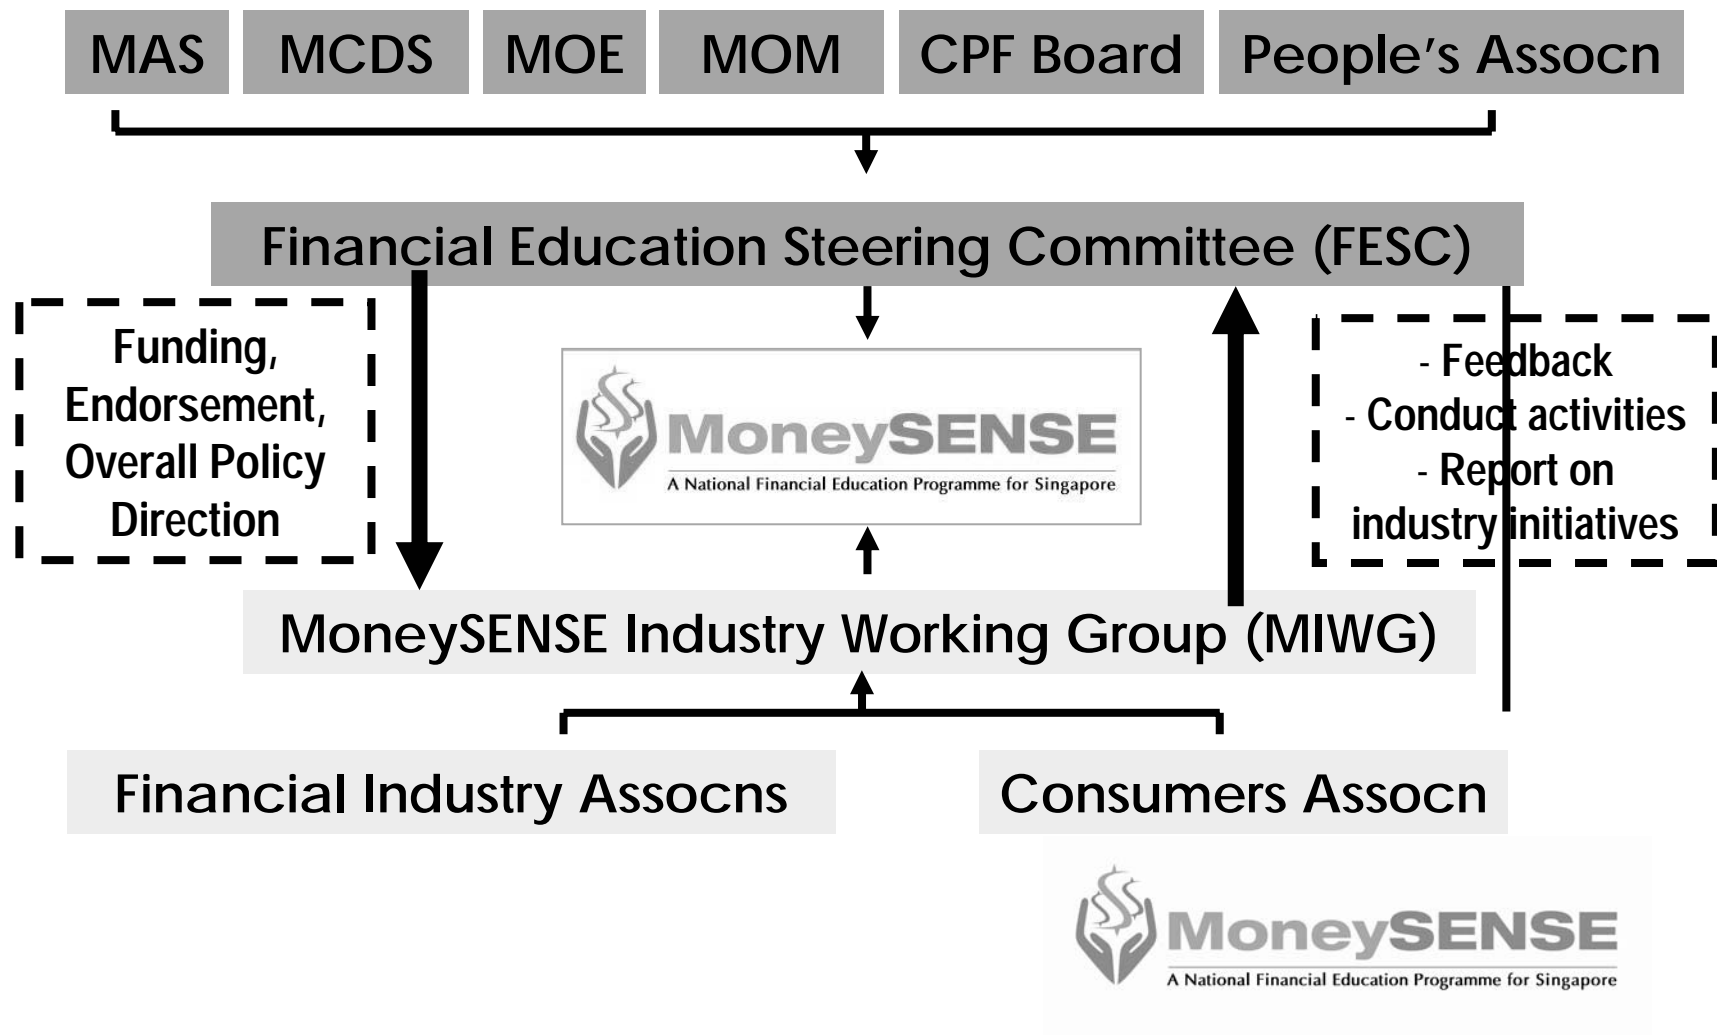 MAS
MCDS
MOE
MOM
CPF Board
People's Assocn
Financial Education Steering Committee (FESC)
Funding,
Endorsement,
Overall Policy
Direction
MoneySENSE
A National Financial Education Programme for Singapore
- Feedback
- Conduct activities
- Report on
industry initiatives
MoneySENSE Industry Working Group (MIWG)
Financial Industry Assocns
Consumers Assocn
MoneySENSE
A National Financial Education Programme for Singapore